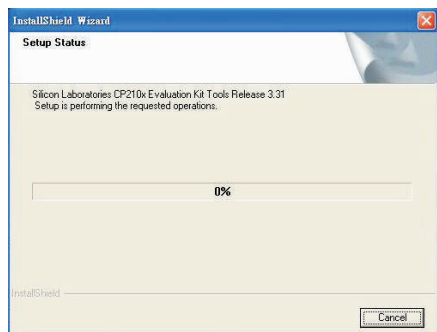 InstallShield Wizard
Setup Status
Silicon Laboratories CP210x Evaluation Kit Tools Release 3.31
Setup is performing the requested operations.
0%
InstallShield
Cancel